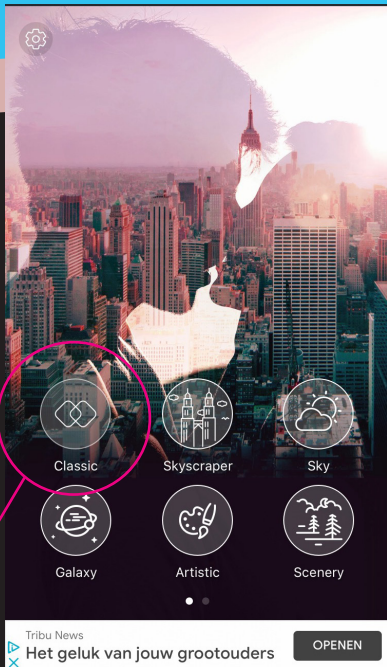 Classic
Skyscraper
Sky
Galaxy
Artistic
Scenery
Tribu News
Het geluk van jouw grootouders
OPENEN